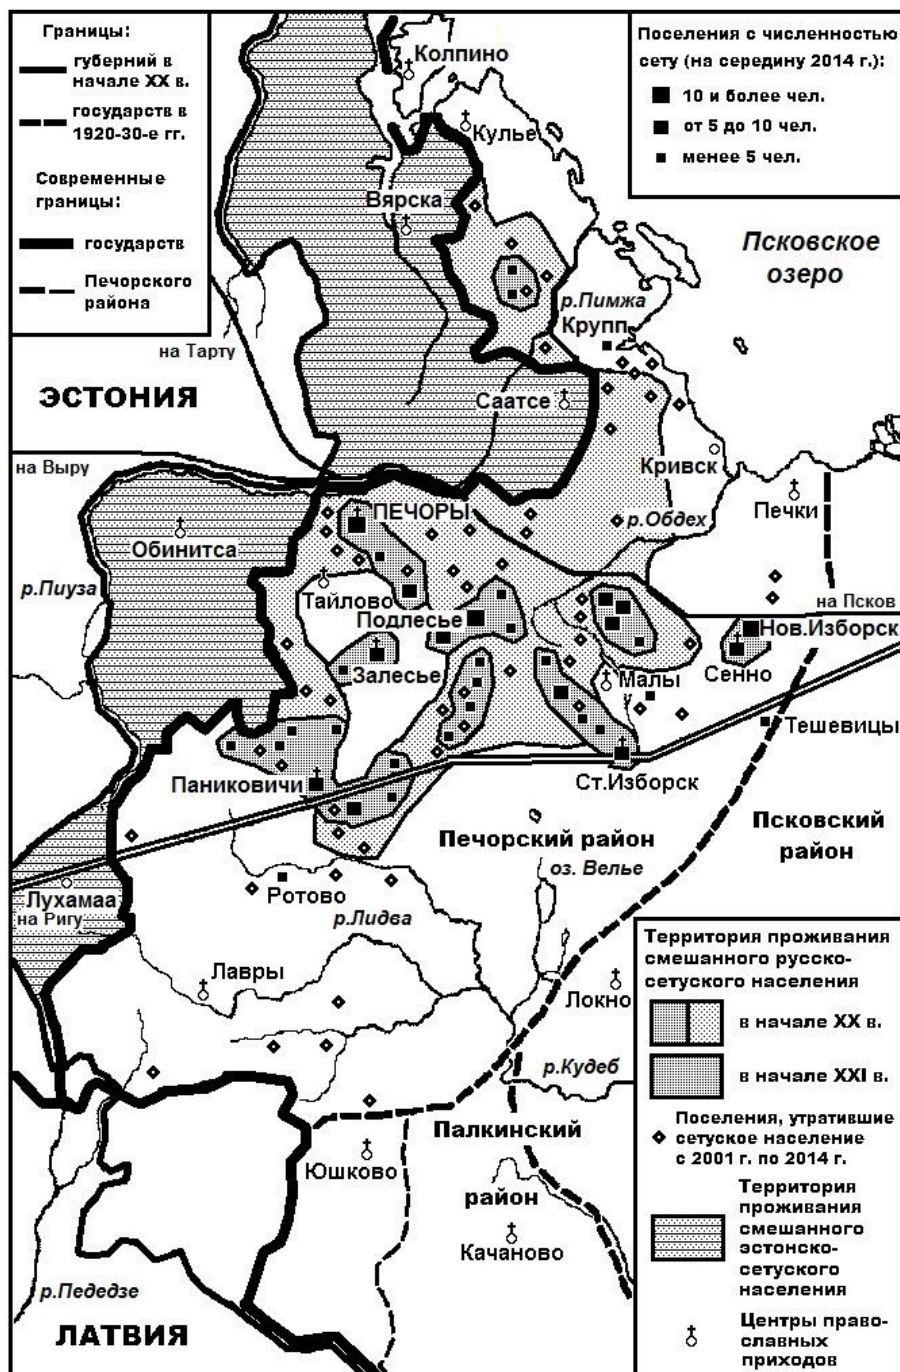 Границы:
губерний в
начале XX в.
государств в
1920-30-е гг.
Современные
границы:
государств
Печорского
района
Поселения с численностью
сету (на середину 2014 г.):
10 и более чел.
от 5 до 10 чел.
менее 5 чел.
Колпино
Кулье
Вярска
Псковское
озеро
р.Пимжа
Крупп
на Тарту
ЭСТОНИЯ
Саатсе
на Выру
Кривск
ПЕЧОРЫ
Печки
р.Обдех
Обинитса
р.Пиуза
Тайлово
на Псков
Подлесье
Нов.Изборск
Залесье
Малы
Сенно
Тешевицы
Паниковичи
Ст.Изборск
Печорский район
Псковский
район
оз. Велье
Лухамаа
на Ригу
Ротово
р.Лидва
Лавры
Локно
р.Кудеб
Палкинский
район
Юшково
Качаново
р.Педедзе
ЛАТВИЯ
Территория проживания
смешанного русско-
сетуского населения
в начале XX в.
в начале XXI в.
Поселения, утратившие
сетуское население
с 2001 г. по 2014 г.
Территория
проживания
смешанного
эстонско-
сетуского
населения
Центры право-
славных
приходов